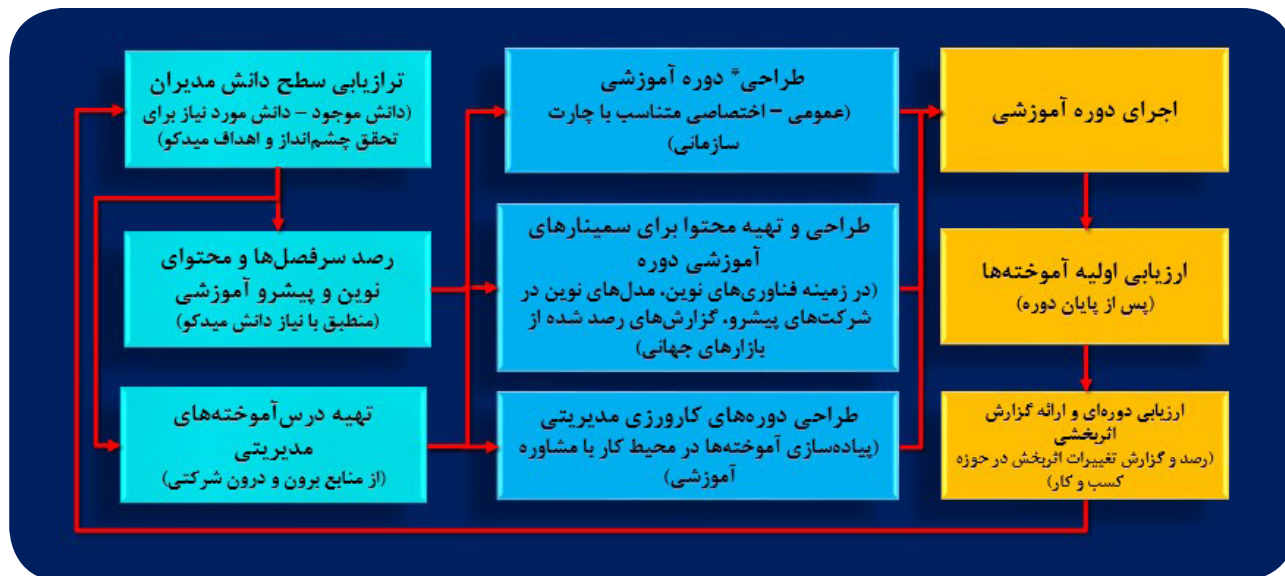 ترازیابی سطح دانش مدیران
(دانش موجود – دانش مورد نیاز برای
تحقق چشم‌انداز و اهداف میدکو)
رصد سرفصل‌ها و محتوای
نوین و پیشرو آموزشی
(منطبق با نیاز دانش میدکو)
تهیه درس‌آموخته‌های
مدیریتی
(از منابع برون و درون شرکتی)
طراحی* دوره آموزشی
(عمومی – اختصاصی متناسب با چارت
سازمانی)
طراحی و تهیه محتوا برای سمینارهای
آموزشی دوره
(در زمینه فناوری‌های نوین، مدل‌های نوین در
شرکت‌های پیشرو، گزارش‌های رصد شده از
بازارهای جهانی)
طراحی دوره‌های کارورزی مدیریتی
(پیاده‌سازی آموخته‌ها در محیط کار با مشاوره
آموزشی)
اجرای دوره آموزشی
ارزیابی اولیه آموخته‌ها
(پس از پایان دوره)
ارزیابی دوره‌ای و ارائه گزارش
اثربخشی
(رصد و گزارش تغییرات اثربخش در حوزه
کسب و کار)